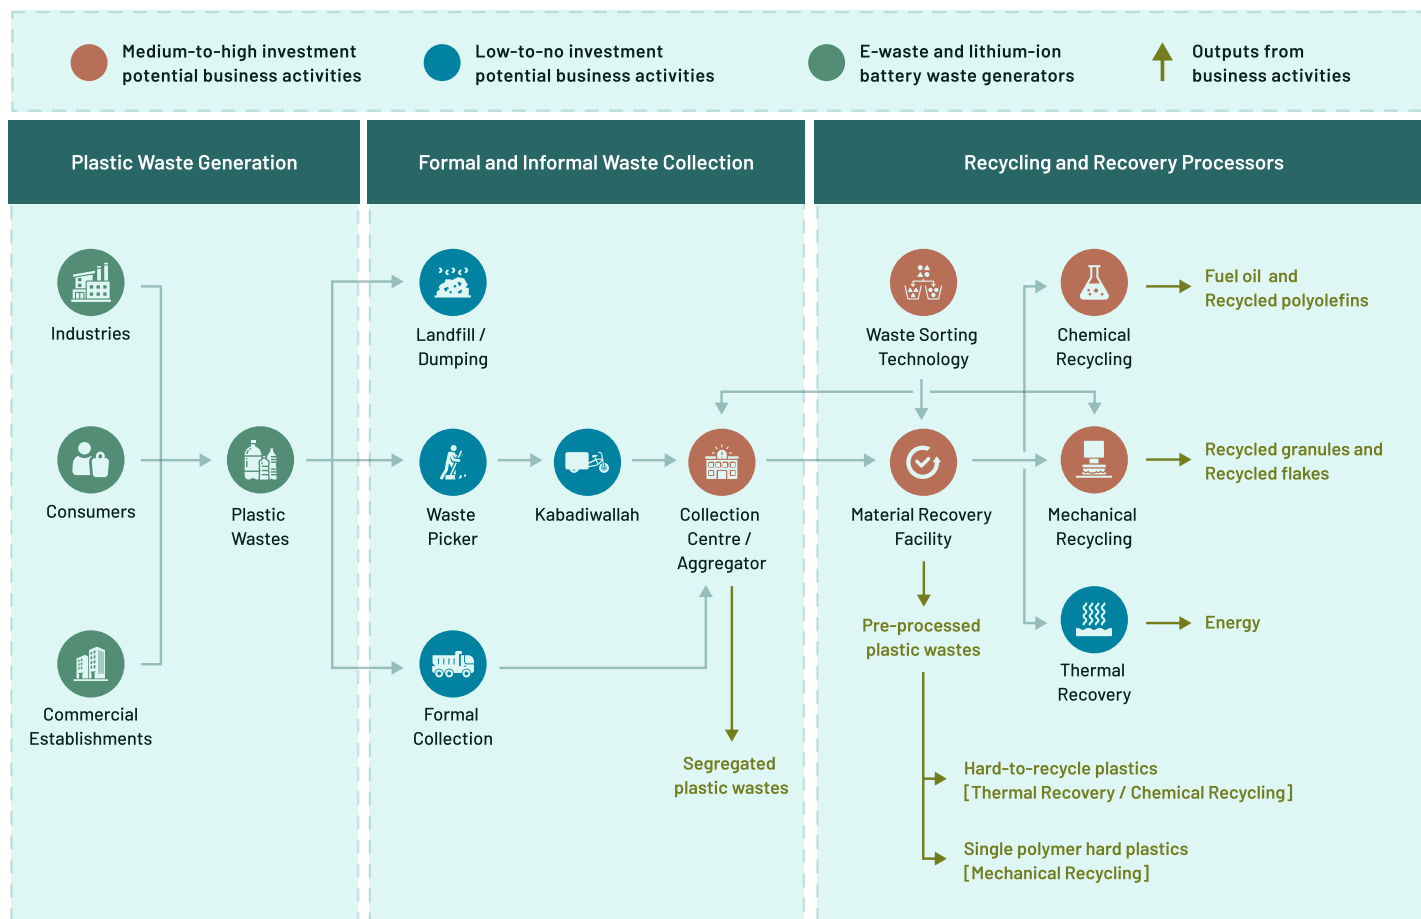 Medium-to-high investment
potential business activities
Low-to-no investment
potential business activities
E-waste and lithium-ion
battery waste generators
Outputs from
business activities
Plastic Waste Generation
Formal and Informal Waste Collection
Recycling and Recovery Processors
Industries
Consumers
Commercial
Establishments
Plastic
Wastes
Landfill /
Dumping
Waste
Picker
Kabadiwallah
Collection
Centre /
Aggregator
Formal
Collection
Segregated
plastic wastes
Waste Sorting
Technology
Material Recovery
Facility
Pre-processed
plastic wastes
Chemical
Recycling
Mechanical
Recycling
Thermal
Recovery
Fuel oil and
Recycled polyolefins
Recycled granules and
Recycled flakes
Energy
Hard-to-recycle plastics
[Thermal Recovery / Chemical Recycling]
Single polymer hard plastics
[Mechanical Recycling]